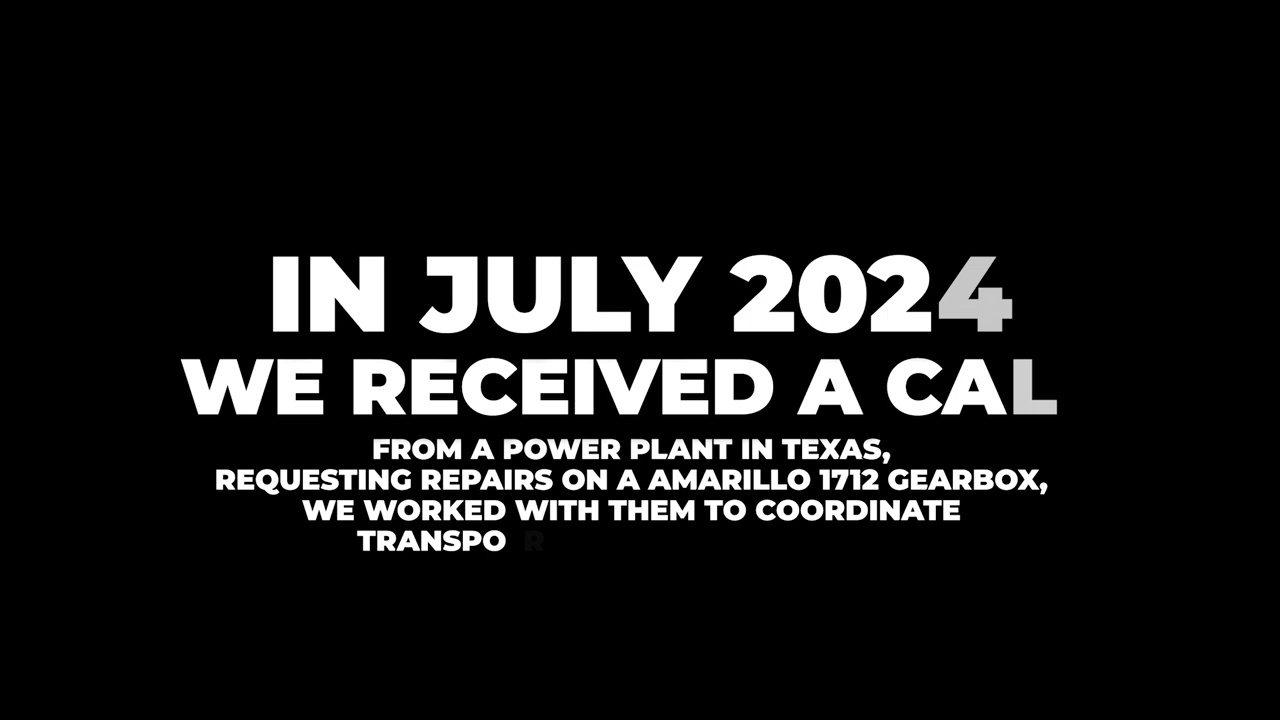 IN JULY 2024
WE RECEIVED A CAL
FROM A POWER PLANT IN TEXAS,
REQUESTING REPAIRS ON A AMARILLO 1712 GEARBOX,
WE WORKED WITH THEM TO COORDINATE
TRANSPO R